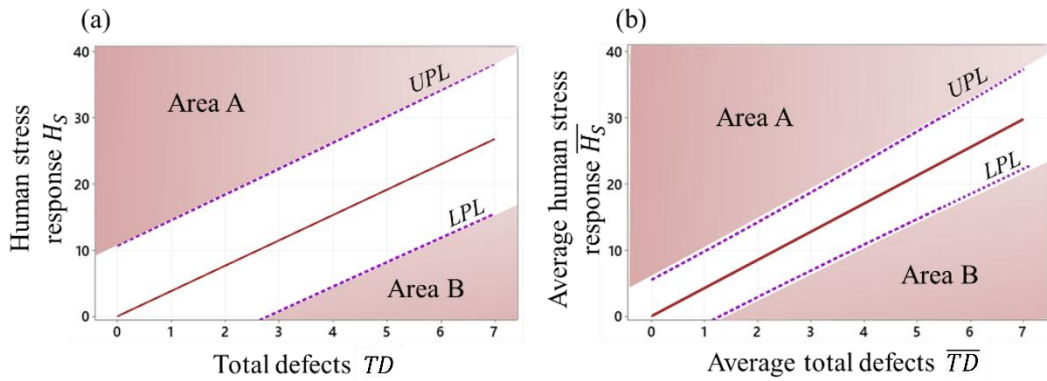 (a)
40
30
20
10
0
0 1 2 3 4 5 6 7
Human stress
response H_S
Total defects TD
Area A
UPL
LPL
Area B
(b)
40
30
20
10
0
0 1 2 3 4 5 6 7
Average human stress
response H̅_S
Average total defects T̅D̅
Area A
UPL
LPL
Area B